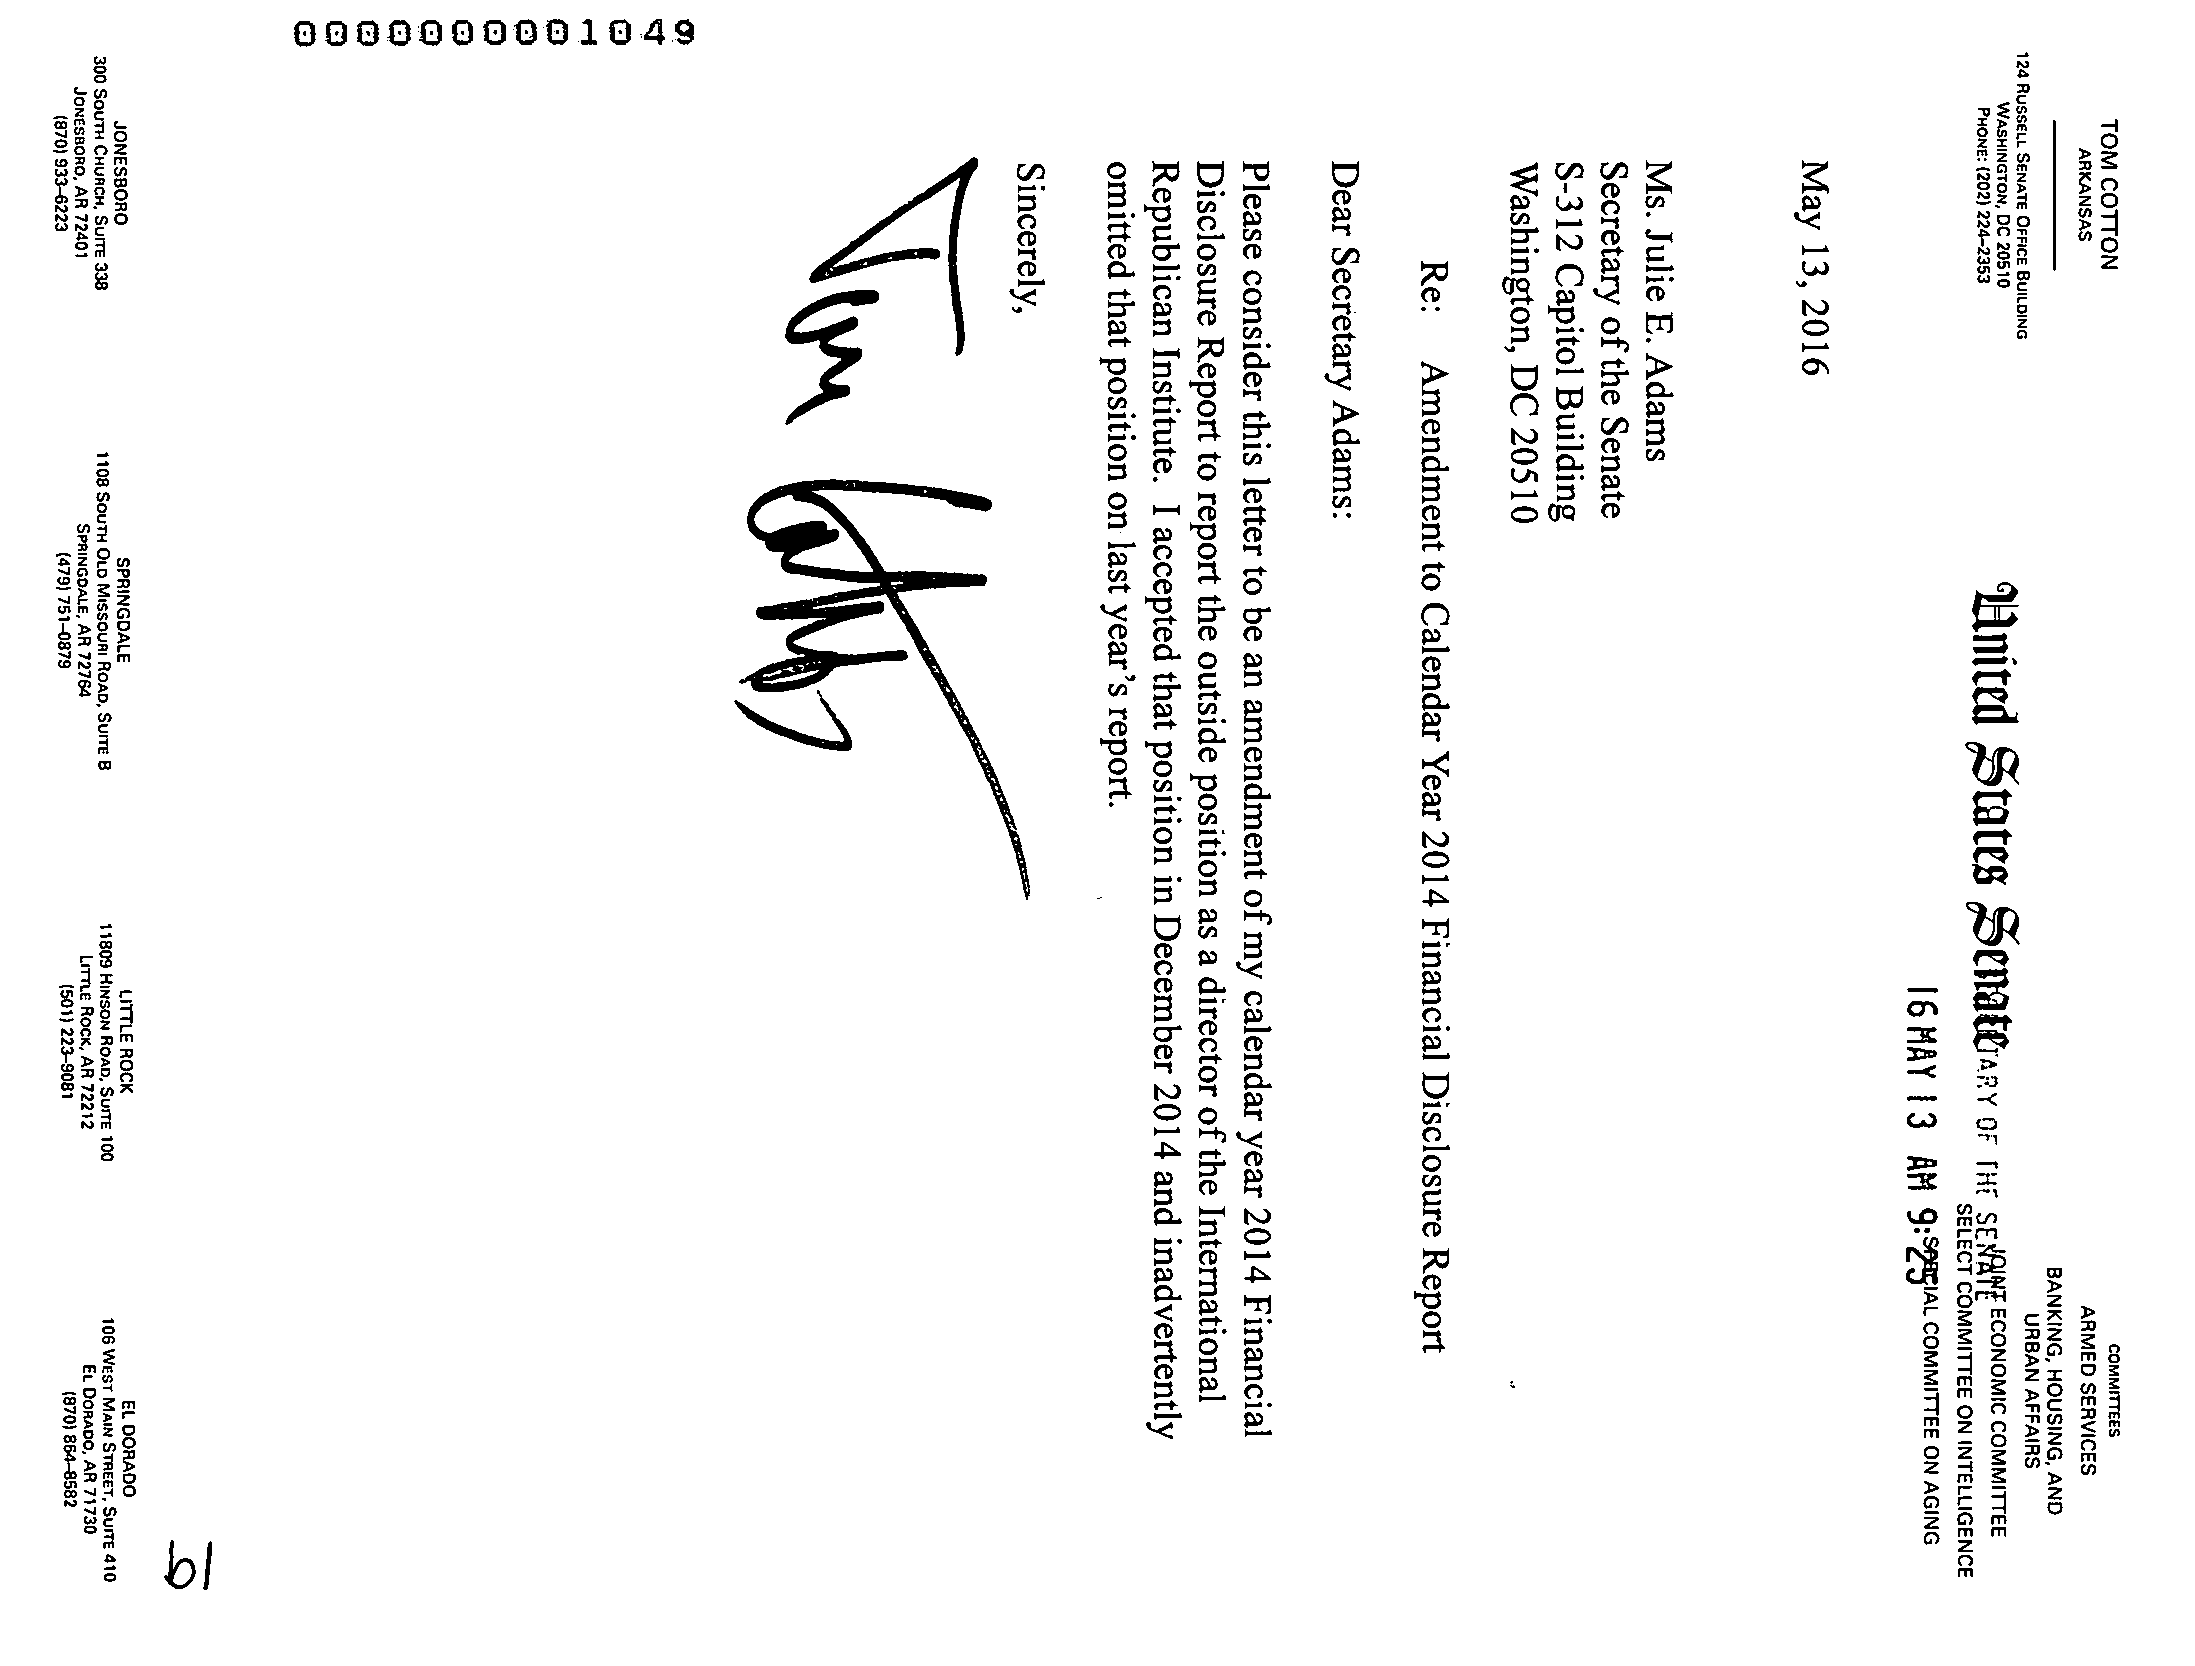 000000001049
TOM COTTON
ARKANSAS
124 RUSSELL SENATE OFFICE BUILDING
WASHINGTON, DC 20510
PHONE: (202) 224–2353
United States Senate
COMMITTEES
ARMED SERVICES
BANKING, HOUSING, AND
URBAN AFFAIRS
JOINT ECONOMIC COMMITTEE
SELECT COMMITTEE ON INTELLIGENCE
SPECIAL COMMITTEE ON AGING
TARY OF THE SENATE
16 MAY 13 AM 9:25
May 13, 2016
Ms. Julie E. Adams
Secretary of the Senate
S-312 Capitol Building
Washington, DC 20510
Re: Amendment to Calendar Year 2014 Financial Disclosure Report
Dear Secretary Adams:
Please consider this letter to be an amendment of my calendar year 2014 Financial
Disclosure Report to report the outside position as a director of the International
Republican Institute. I accepted that position in December 2014 and inadvertently
omitted that position on last year's report.
Sincerely,
Tom Cotton
JONESBORO
300 SOUTH CHURCH, SUITE 338
JONESBORO, AR 72401
(870) 933–6223
SPRINGDALE
1108 SOUTH OLD MISSOURI ROAD, SUITE B
SPRINGDALE, AR 72764
(479) 751–0879
LITTLE ROCK
11809 HINSON ROAD, SUITE 100
LITTLE ROCK, AR 72212
(501) 223–9081
EL DORADO
106 WEST MAIN STREET, SUITE 410
EL DORADO, AR 71730
(870) 864–8582